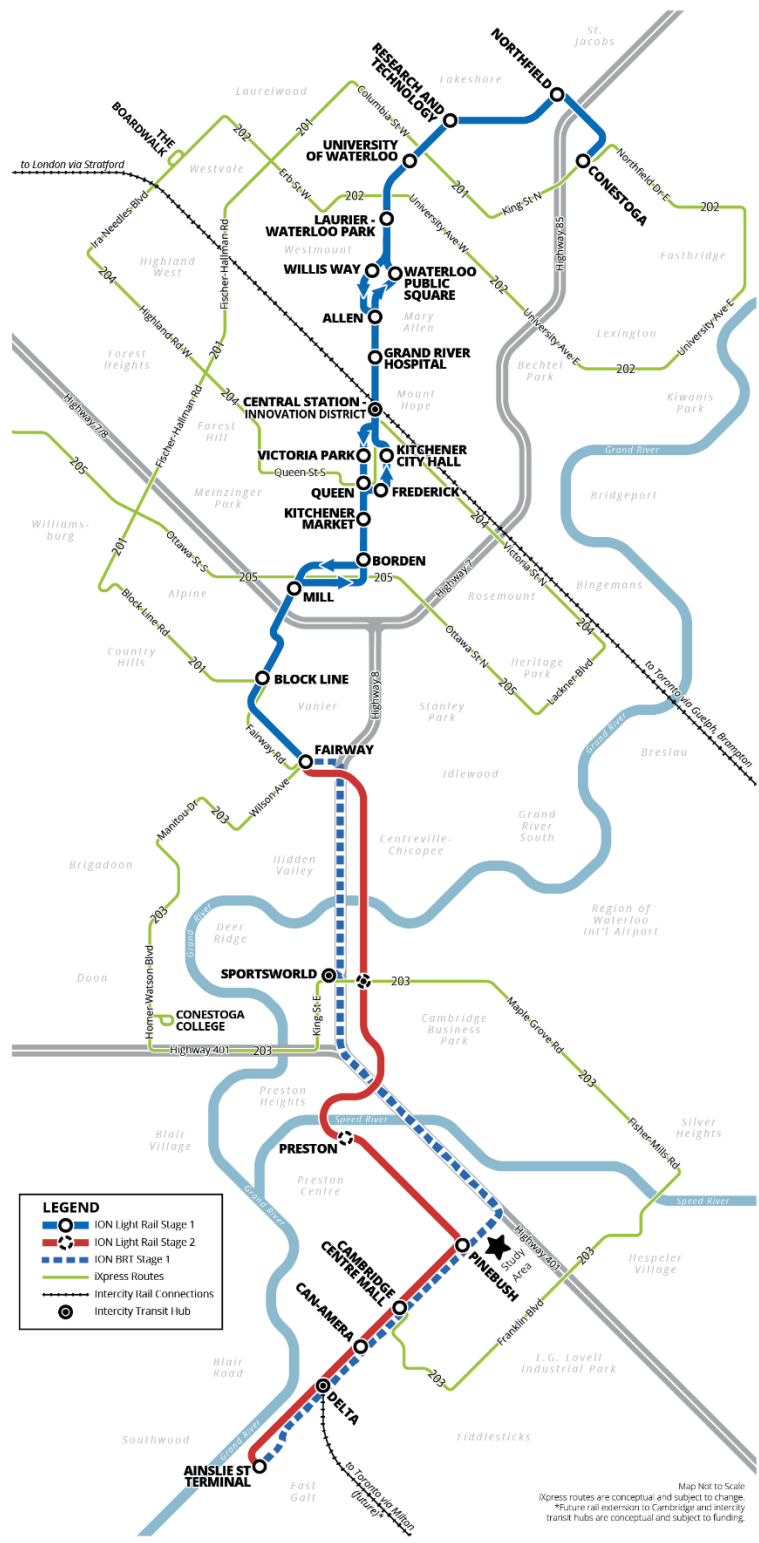 St.
Jacobs
NORTHFIELD
RESEARCH AND
TECHNOLOGY
Lakeshore
Laurelwood
Columbia St W
THE
BOARDWALK
202
201
UNIVERSITY
OF WATERLOO
to London via Stratford
Westvale
Erb St W
202
201
King St N
CONESTOGA
Northfield Dr E
202
Ira Needles Blvd
LAURIER -
WATERLOO PARK
University Ave W
Highway 85
Fischer-Hallman Rd
Westmount
Eastbridge
204
Highland
West
WILLIS WAY
WATERLOO
PUBLIC
SQUARE
202
Highland Rd W
ALLEN
Mary
Allen
University Ave E
University Ave E
Lexington
201
Forest
Heights
GRAND RIVER
HOSPITAL
Bechtel
Park
202
204
Kiwanis
Park
Highway 7/8
Fischer-Hallman Rd
CENTRAL STATION -
INNOVATION DISTRICT
Mount
Hope
Forest
Hill
205
VICTORIA PARK
KITCHENER
CITY HALL
Grand River
Queen St S
Meinzinger
Park
QUEEN
FREDERICK
Bridgeport
Williams-
burg
KITCHENER
MARKET
204
201
Ottawa St S
Victoria St N
BORDEN
205
205
Highway 7
Bingemans
Alpine
MILL
Rosemount
Block Line Rd
204
Country
Hills
Ottawa St N
201
BLOCK LINE
Heritage
Park
205
Lackner Blvd
to Toronto via Guelph, Brampton
Vanier
Highway 8
Stanley
Park
Fairway Rd
FAIRWAY
Grand River
Breslau
Idlewood
Wilson Ave
Manitou Dr
203
Grand
River
South
Centreville-
Chicopee
Brigadoon
Hidden
Valley
203
Grand River
Deer
Ridge
Region of
Waterloo
Int'l Airport
Doon
SPORTSWORLD
203
Homer Watson Blvd
King St E
Maple Grove Rd
CONESTOGA
COLLEGE
Cambridge
Business
Park
Highway 401
203
203
Preston
Heights
Speed River
Fisher-Mills Rd
Silver
Heights
Blair
Village
PRESTON
Preston
Centre
Grand River
Speed River
LEGEND
ION Light Rail Stage 1
ION Light Rail Stage 2
ION BRT Stage 1
iXpress Routes
Intercity Rail Connections
Intercity Transit Hub
Highway 401
203
Hespeler
Village
Study
Area
PINEBUSH
CAMBRIDGE
CENTRE MALL
CAN-AMERA
Franklin Blvd
L.G. Lovell
Industrial Park
Blair
Road
203
DELTA
Southwood
Grand River
Fiddlesticks
AINSLIE ST
TERMINAL
East
Galt
to Toronto via Milton
(future)*
Map Not to Scale
iXpress routes are conceptual and subject to change.
*Future rail extension to Cambridge and intercity
transit hubs are conceptual and subject to funding.